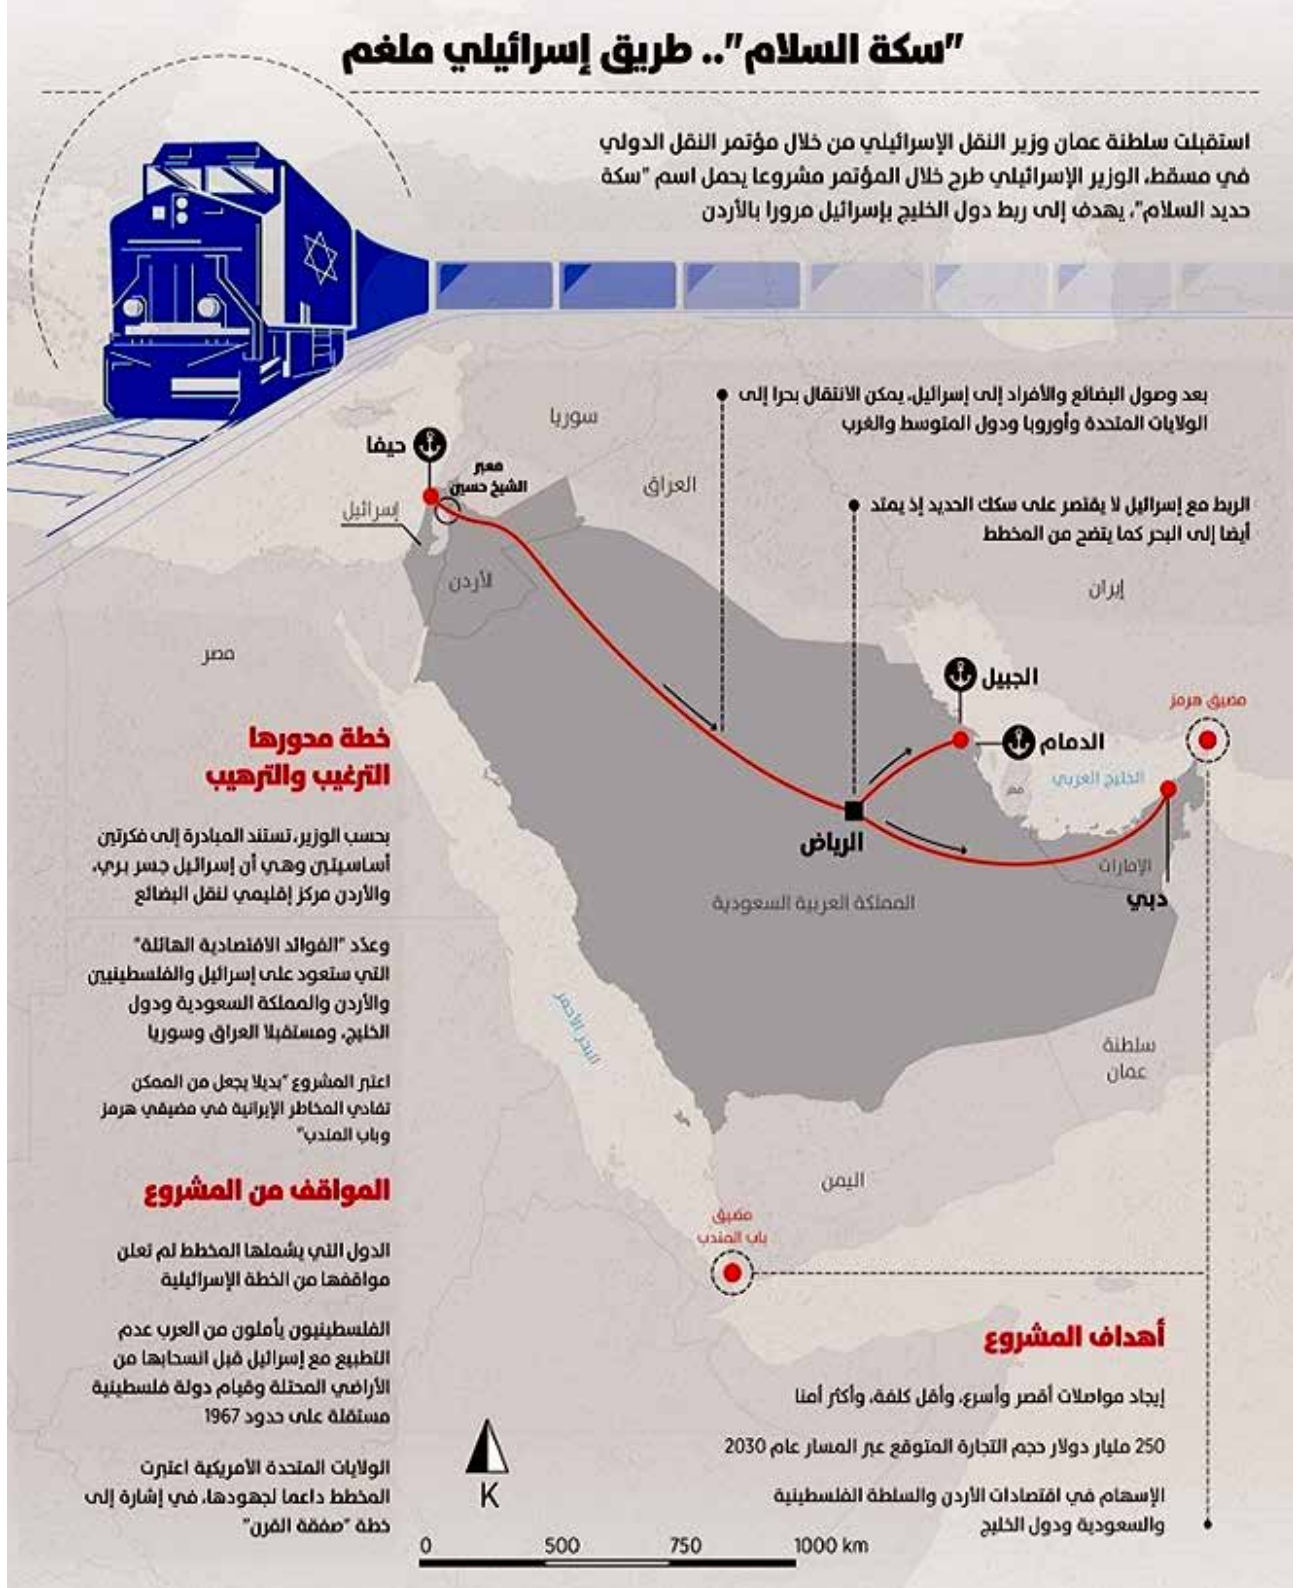 "سكة السلام".. طريق إسرائيلي ملغم
استقبلت سلطنة عمان وزير النقل الإسرائيلي من خلال مؤتمر النقل الدولي
في مسقط، الوزير الإسرائيلي طرح خلال المؤتمر مشروعا يحمل اسم "سكة
حديد السلام"، يهدف إلى ربط دول الخليج بإسرائيل مرورا بالأردن
بعد وصول البضائع والأفراد إلى إسرائيل، يمكن الانتقال بحرا إلى
الولايات المتحدة وأوروبا ودول المتوسط والغرب
الربط مع إسرائيل لا يقتصر على سكك الحديد إذ يمتد
أيضا إلى البحر كما يتضح من المخطط
سوريا
حيفا
معبر
الشيخ حسين
العراق
إسرائيل
الأردن
إيران
مصر
الجبيل
مضيق هرمز
الدمام
الخليج العربي
قطر
الرياض
الإمارات
دبي
المملكة العربية السعودية
البحر الأحمر
سلطنة
عمان
اليمن
مضيق
باب المندب
خطة محورها
الترغيب والترهيب
بحسب الوزير، تستند المبادرة إلى فكرتين
أساسيتين وهي أن إسرائيل جسر بري،
والأردن مركز إقليمي لنقل البضائع
وعدّد "الفوائد الاقتصادية الهائلة"
التي ستعود على إسرائيل والفلسطينيين
والأردن والمملكة السعودية ودول
الخليج، ومستقبلا العراق وسوريا
اعتبر المشروع "بديلا يجعل من الممكن
تفادي المخاطر الإيرانية في مضيقي هرمز
وباب المندب"
المواقف من المشروع
الدول التي يشملها المخطط لم تعلن
مواقفها من الخطة الإسرائيلية
الفلسطينيون يأملون من العرب عدم
التطبيع مع إسرائيل قبل انسحابها من
الأراضي المحتلة وقيام دولة فلسطينية
مستقلة على حدود 1967
الولايات المتحدة الأمريكية اعتبرت
المخطط داعما لجهودها، في إشارة إلى
خطة "صفقة القرن"
أهداف المشروع
إيجاد مواصلات أقصر وأسرع، وأقل كلفة، وأكثر أمنا
250 مليار دولار حجم التجارة المتوقع عبر المسار عام 2030
الإسهام في اقتصادات الأردن والسلطة الفلسطينية
والسعودية ودول الخليج
K
0 500 750 1000 km